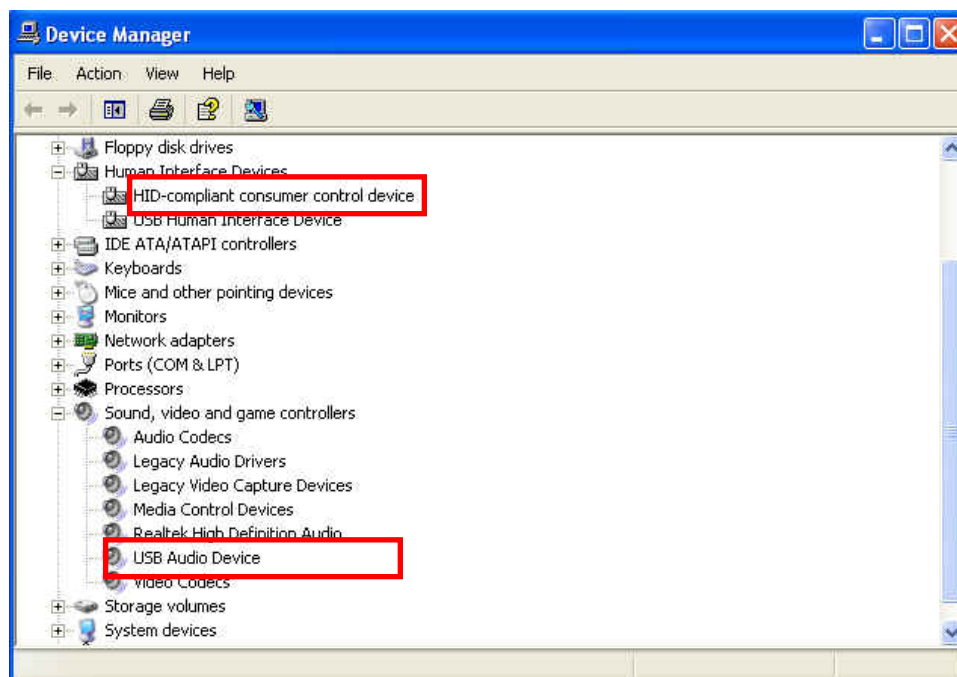 Device Manager
File Action View Help
Floppy disk drives
Human Interface Devices
HID-compliant consumer control device
USB Human Interface Device
IDE ATA/ATAPI controllers
Keyboards
Mice and other pointing devices
Monitors
Network adapters
Ports (COM & LPT)
Processors
Sound, video and game controllers
Audio Codecs
Legacy Audio Drivers
Legacy Video Capture Devices
Media Control Devices
Realtek High Definition Audio
USB Audio Device
Video Codecs
Storage volumes
System devices